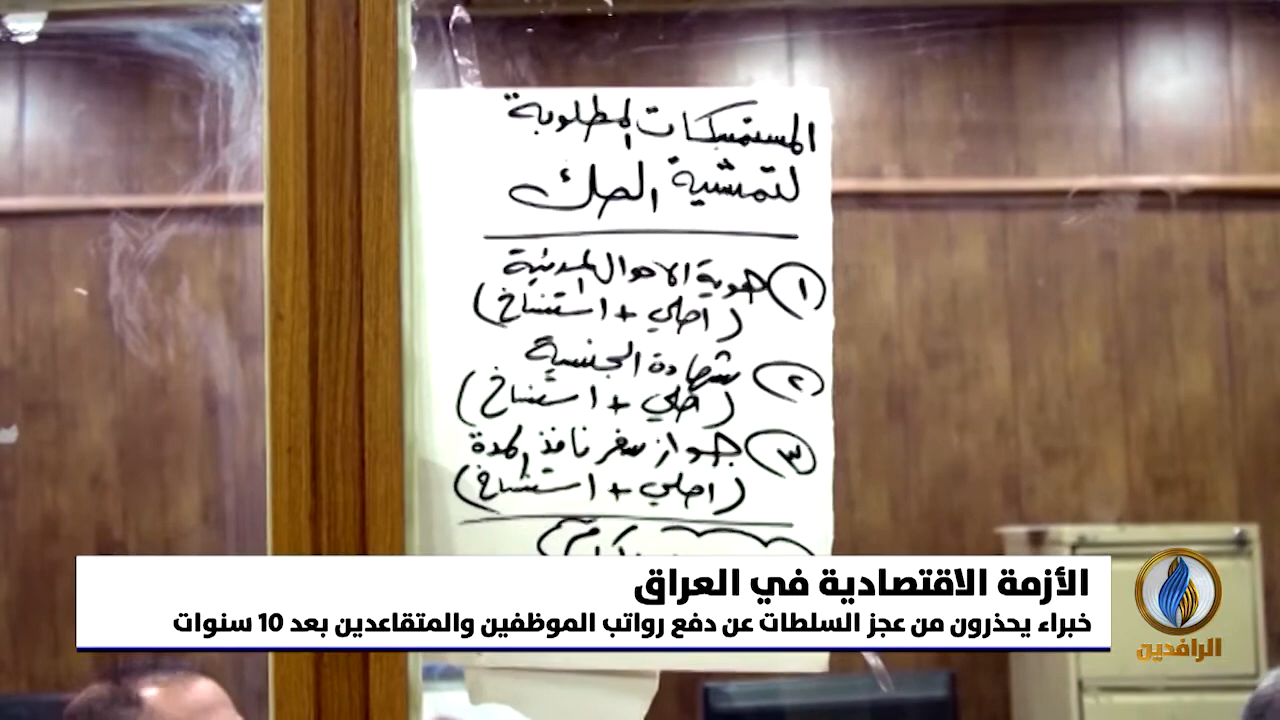 المستمسكات المطلوبة
لتمشية الصك
١ هوية الاحوال المدنية
(اصلي + استنساخ)
٢ شهادة الجنسية
(اصلي + استنساخ)
٣ جواز سفر نافذ المدة
(اصلي + استنساخ)
الأزمة الاقتصادية في العراق
خبراء يحذرون من عجز السلطات عن دفع رواتب الموظفين والمتقاعدين بعد 10 سنوات
الرافدين